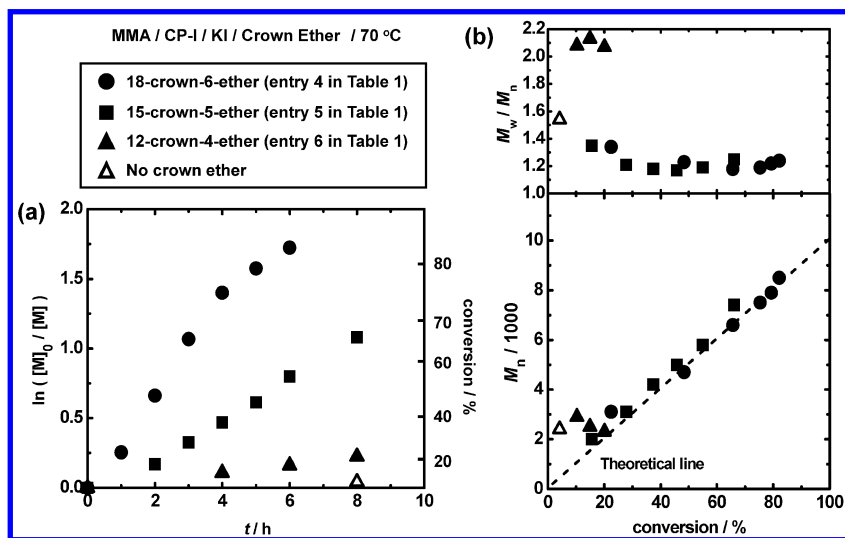 MMA / CP-I / KI / Crown Ether / 70 °C
18-crown-6-ether (entry 4 in Table 1)
15-crown-5-ether (entry 5 in Table 1)
12-crown-4-ether (entry 6 in Table 1)
No crown ether
(a)
2.0
1.5
1.0
0.5
0.0
ln ( [M]0 / [M] )
80
70
60
40
20
conversion / %
0 2 4 6 8 10
t / h
(b)
2.2
2.0
1.8
1.6
1.4
1.2
1.0
Mw / Mn
10
8
6
4
2
0
Mn / 1000
Theoretical line
0 20 40 60 80 100
conversion / %